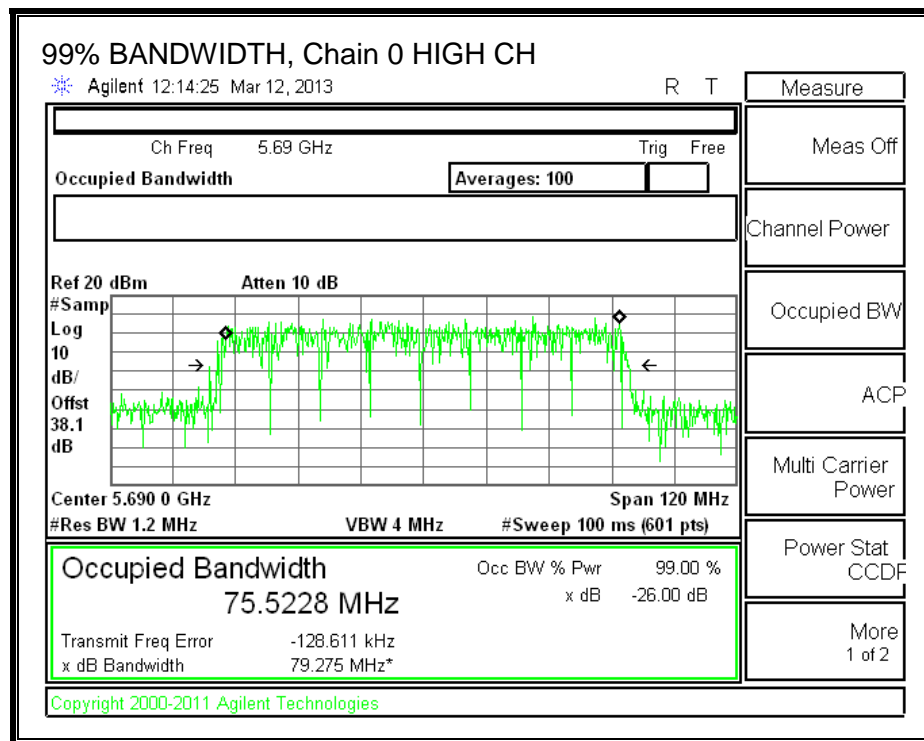 99% BANDWIDTH, Chain 0 HIGH CH
Agilent 12:14:25 Mar 12, 2013 R T
Ch Freq 5.69 GHz Trig Free
Occupied Bandwidth Averages: 100
Ref 20 dBm Atten 10 dB
#Samp
Log
10
dB/
Offst
38.1
dB
Center 5.690 0 GHz Span 120 MHz
#Res BW 1.2 MHz VBW 4 MHz #Sweep 100 ms (601 pts)
Occupied Bandwidth Occ BW % Pwr 99.00 %
75.5228 MHz x dB -26.00 dB
Transmit Freq Error -128.611 kHz
x dB Bandwidth 79.275 MHz*
Copyright 2000-2011 Agilent Technologies
Measure
Meas Off
Channel Power
Occupied BW
ACP
Multi Carrier
Power
Power Stat
CCDF
More
1 of 2